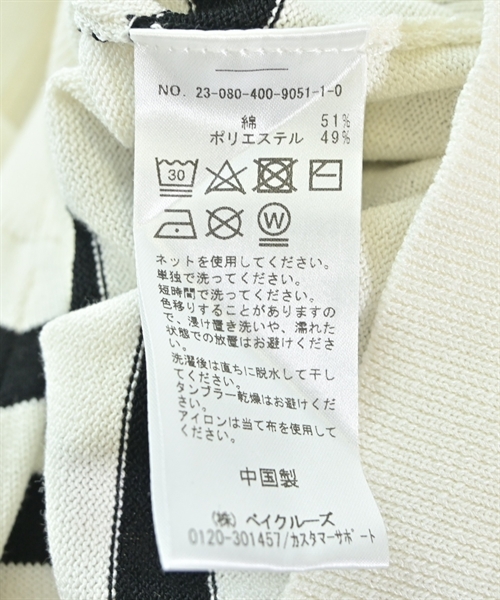 NO. 23-080-400-9051-1-0
綿 51%
ポリエステル 49%
30
W
ネットを使用してください。
単独で洗ってください。
短時間で洗ってください。
色移りすることがありますの
で、浸け置き洗いや、濡れた
状態での放置はお避けくださ
い。
洗濯後は直ちに脱水して干し
てください。
タンブラー乾燥はお避けくだ
さい。
アイロンは当て布を使用して
ください。
中国製
(株) ベイクルーズ
0120-301457/カスタマーサポート